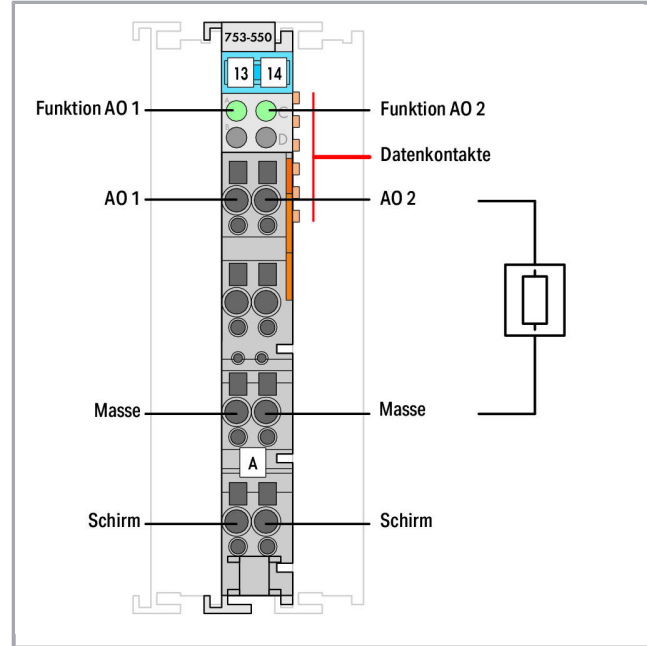 753-550
13 14
Funktion AO 1
A C
Funktion AO 2
B D
Datenkontakte
AO 1
AO 2
Masse
Masse
A
Schirm
Schirm